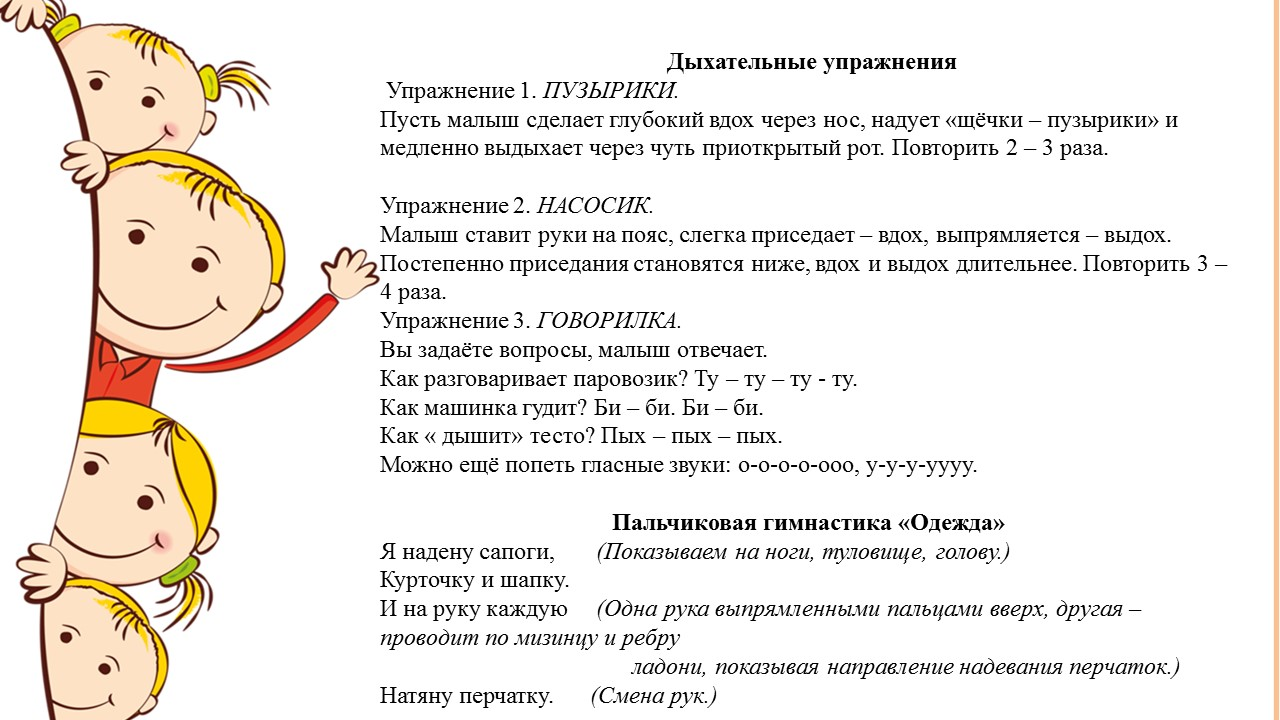 Дыхательные упражнения
Упражнение 1. ПУЗЫРИКИ.
Пусть малыш сделает глубокий вдох через нос, надует «щёчки – пузырики» и
медленно выдыхает через чуть приоткрытый рот. Повторить 2 – 3 раза.
Упражнение 2. НАСОСИК.
Малыш ставит руки на пояс, слегка приседает – вдох, выпрямляется – выдох.
Постепенно приседания становятся ниже, вдох и выдох длительнее. Повторить 3 –
4 раза.
Упражнение 3. ГОВОРИЛКА.
Вы задаёте вопросы, малыш отвечает.
Как разговаривает паровозик? Ту – ту – ту - ту.
Как машинка гудит? Би – би. Би – би.
Как « дышит» тесто? Пых – пых – пых.
Можно ещё попеть гласные звуки: о-о-о-о-ооо, у-у-у-уууу.
Пальчиковая гимнастика «Одежда»
Я надену сапоги, (Показываем на ноги, туловище, голову.)
Курточку и шапку.
И на руку каждую (Одна рука выпрямленными пальцами вверх, другая –
проводит по мизинцу и ребру
ладони, показывая направление надевания перчаток.)
Натяну перчатку. (Смена рук.)